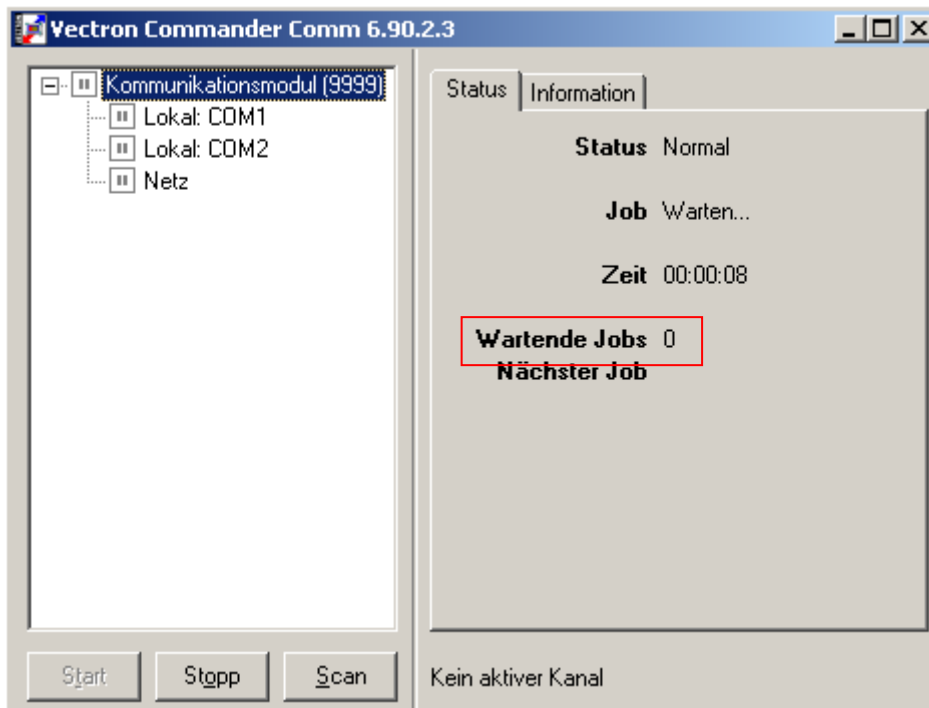 Vectron Commander Comm 6.90.2.3
Kommunikationsmodul (9999)
Lokal: COM1
Lokal: COM2
Netz
Status Information
Status Normal
Job Warten...
Zeit 00:00:08
Wartende Jobs 0
Nächster Job
Start Stopp Scan
Kein aktiver Kanal